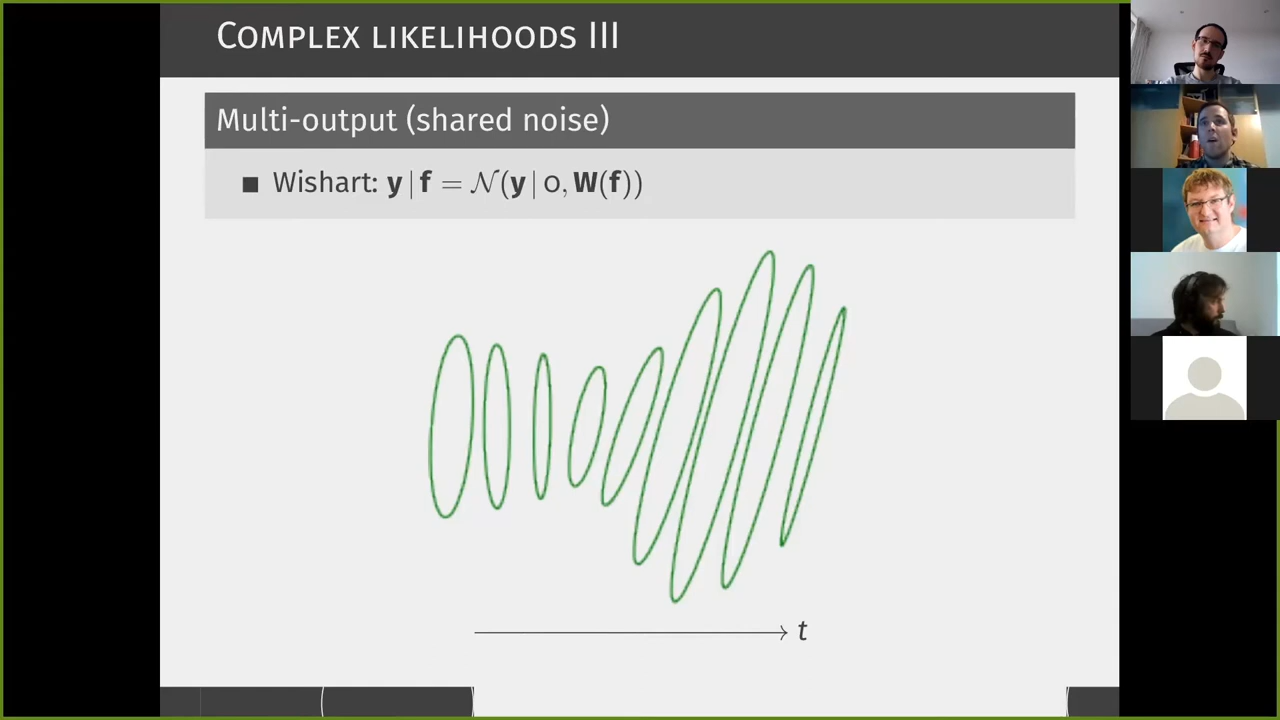 Complex likelihoods III
Multi-output (shared noise)
■ Wishart: y | f = 𝒩(y | 0, W(f))
t